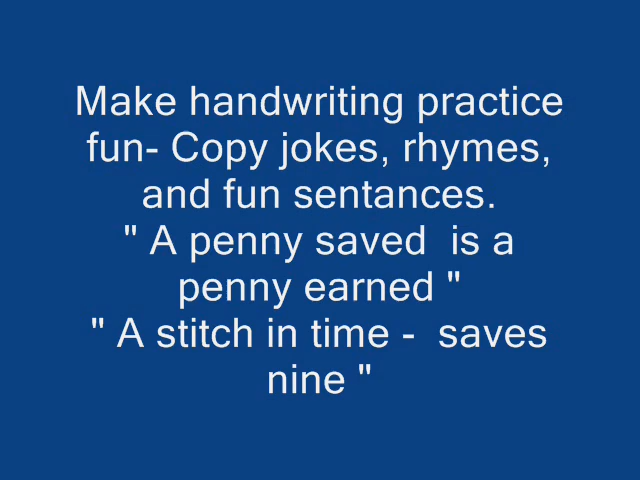 Make handwriting practice
fun- Copy jokes, rhymes,
and fun sentances.
" A penny saved  is a
penny earned "
" A stitch in time -  saves
nine "